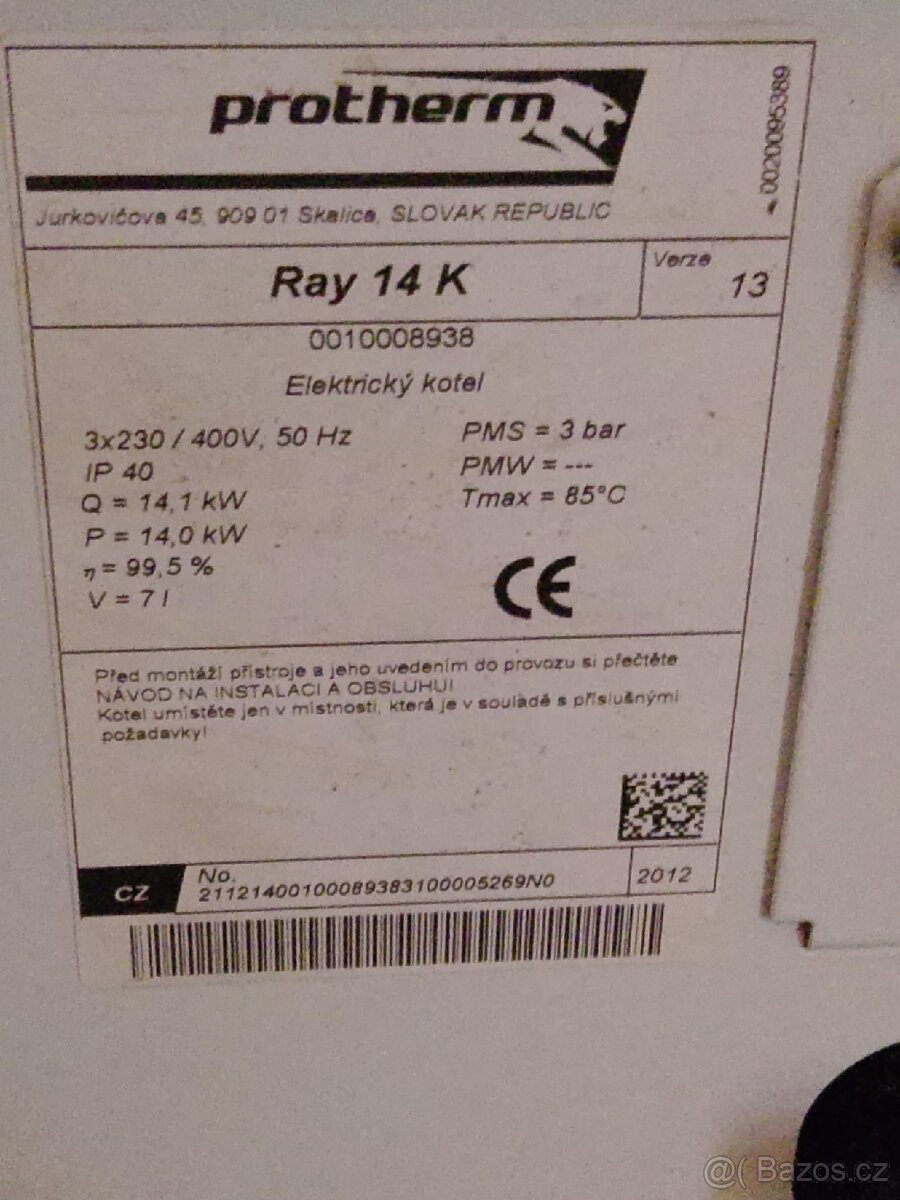 protherm
0020095389
Jurkovičova 45, 909 01 Skalica, SLOVAK REPUBLIC
Ray 14 K
Verze
13
0010008938
Elektrický kotel
3x230 / 400V, 50 Hz
PMS = 3 bar
IP 40
PMW = ---
Q = 14,1 kW
Tmax = 85°C
P = 14,0 kW
η = 99,5 %
V = 7 l
CE
Před montáží přístroje a jeho uvedením do provozu si přečtěte
NÁVOD NA INSTALACI A OBSLUHU!
Kotel umístěte jen v místnosti, která je v souladě s příslušnými
požadavky!
CZ
No.
21121400100089383100005269N0
2012
@( Bazos.cz